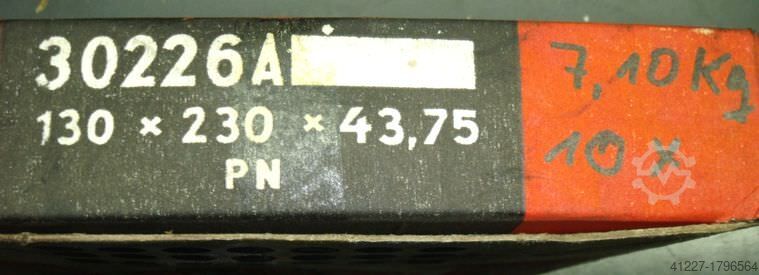 30226A
130 × 230 × 43,75
PN
7,10 Kg
10 x
41227-1796564